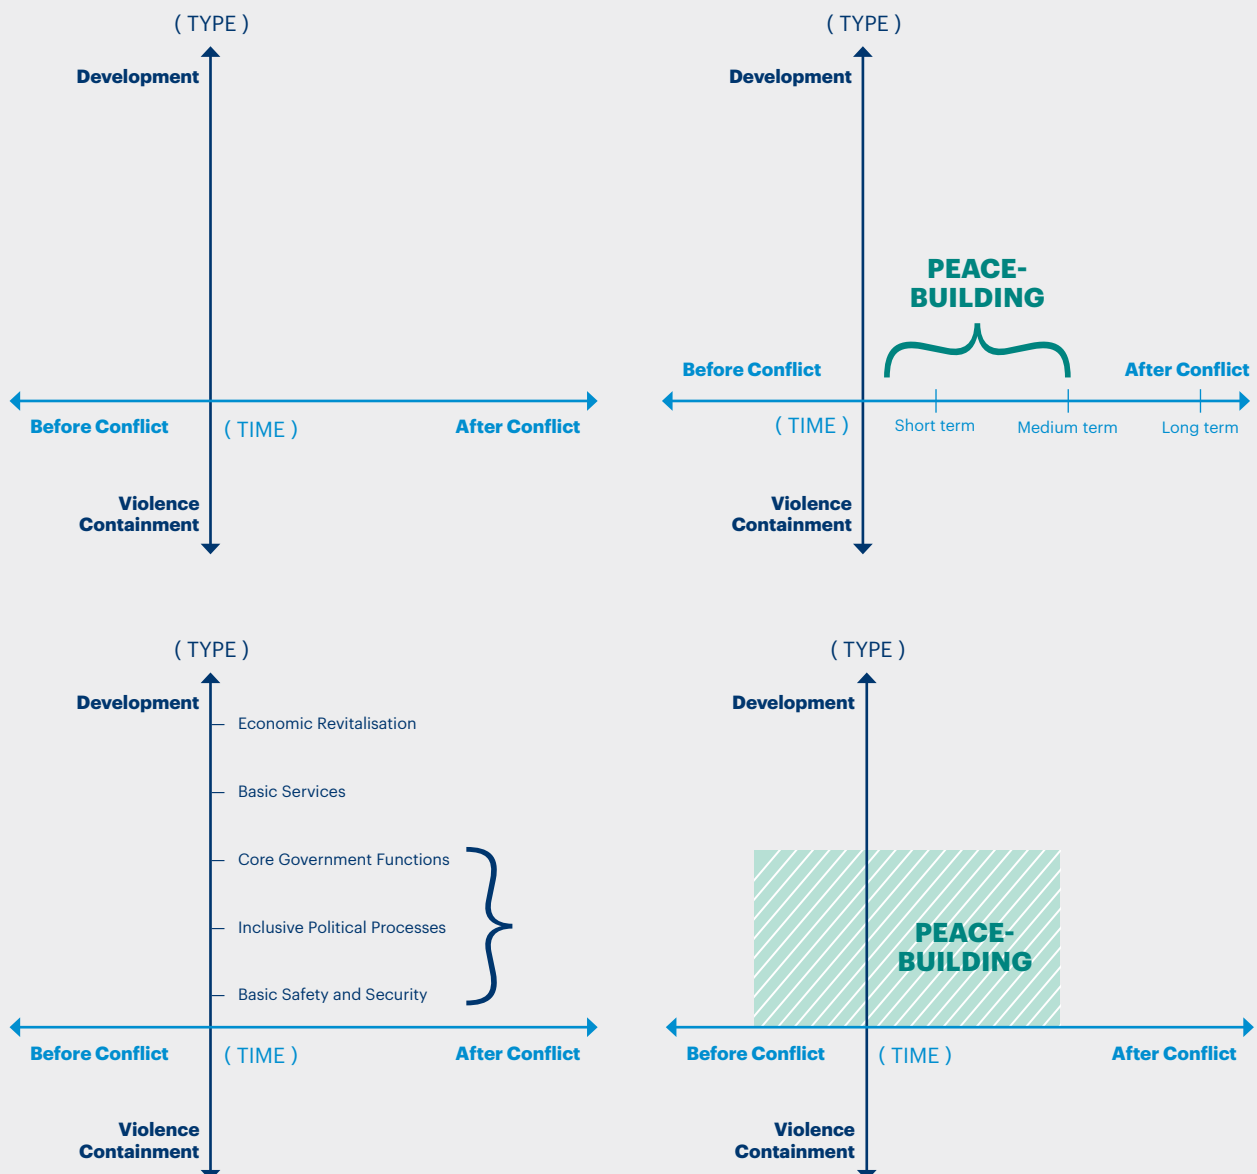 ( TYPE )
Development
Before Conflict
( TIME )
After Conflict
Violence
Containment
( TYPE )
Development
PEACE-
BUILDING
Before Conflict
After Conflict
( TIME )
Short term
Medium term
Long term
Violence
Containment
( TYPE )
Development
Economic Revitalisation
Basic Services
Core Government Functions
Inclusive Political Processes
Basic Safety and Security
Before Conflict
( TIME )
After Conflict
Violence
Containment
( TYPE )
Development
PEACE-
BUILDING
Before Conflict
( TIME )
After Conflict
Violence
Containment